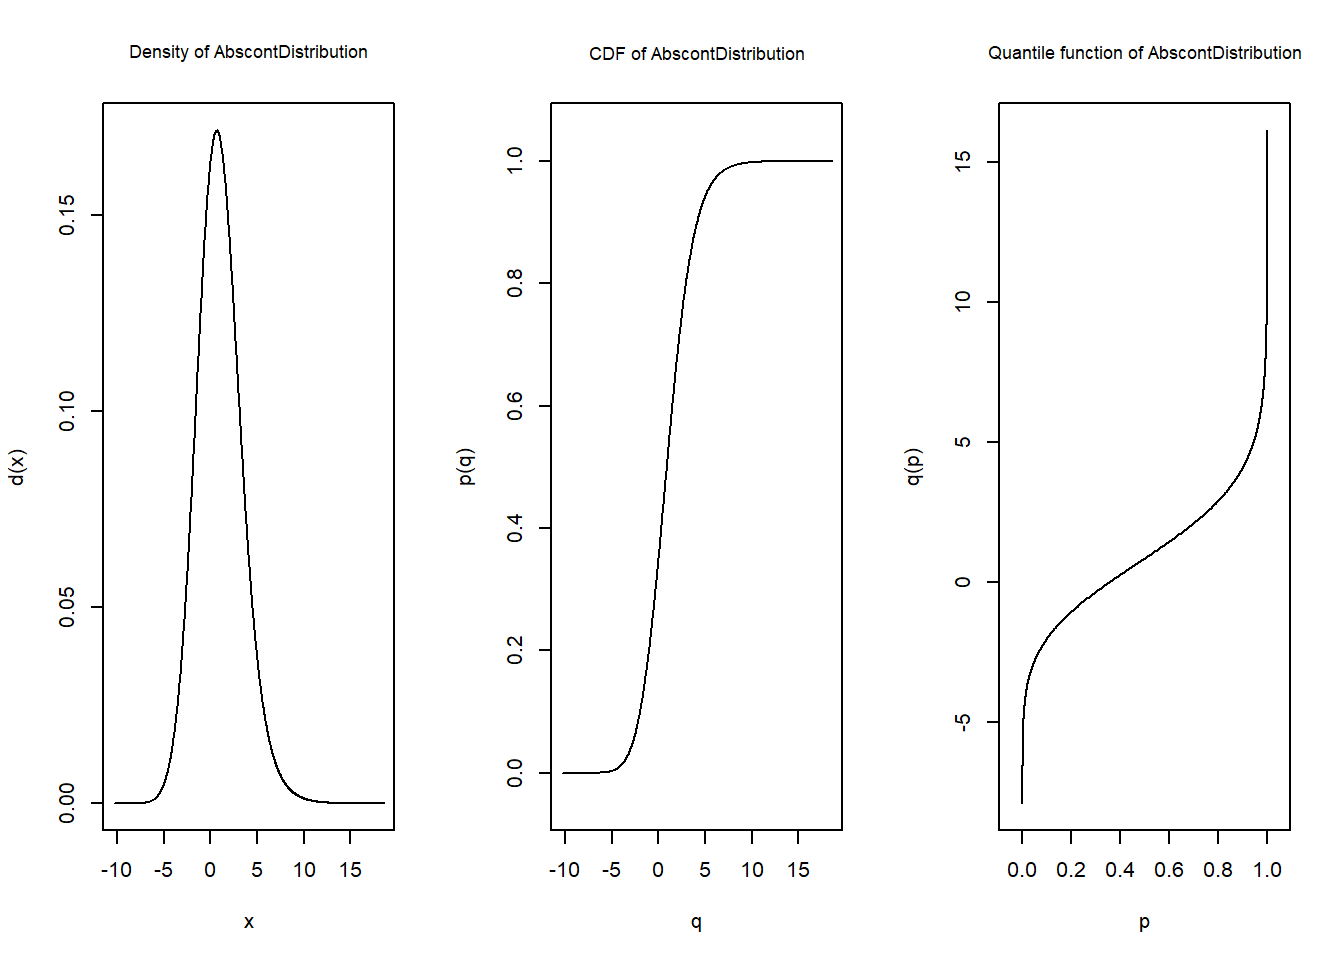 Density of AbscontDistribution
d(x)
0.15
0.10
0.05
0.00
-10 -5 0 5 10 15
x
CDF of AbscontDistribution
p(q)
1.0
0.8
0.6
0.4
0.2
0.0
-10 -5 0 5 10 15
q
Quantile function of AbscontDistribution
q(p)
15
10
5
0
-5
0.0 0.2 0.4 0.6 0.8 1.0
p